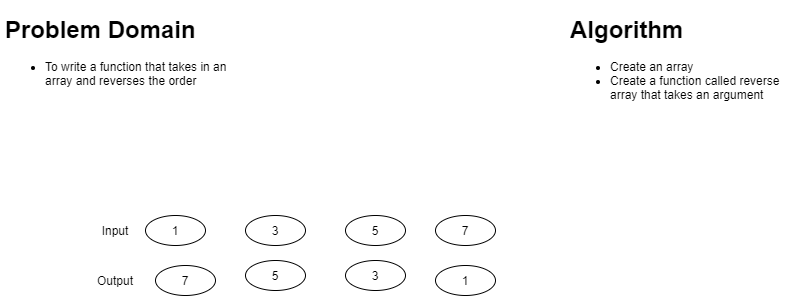 Problem Domain
• To write a function that takes in an
array and reverses the order
Algorithm
• Create an array
• Create a function called reverse
array that takes an argument
Input 1 3 5 7
Output 7 5 3 1